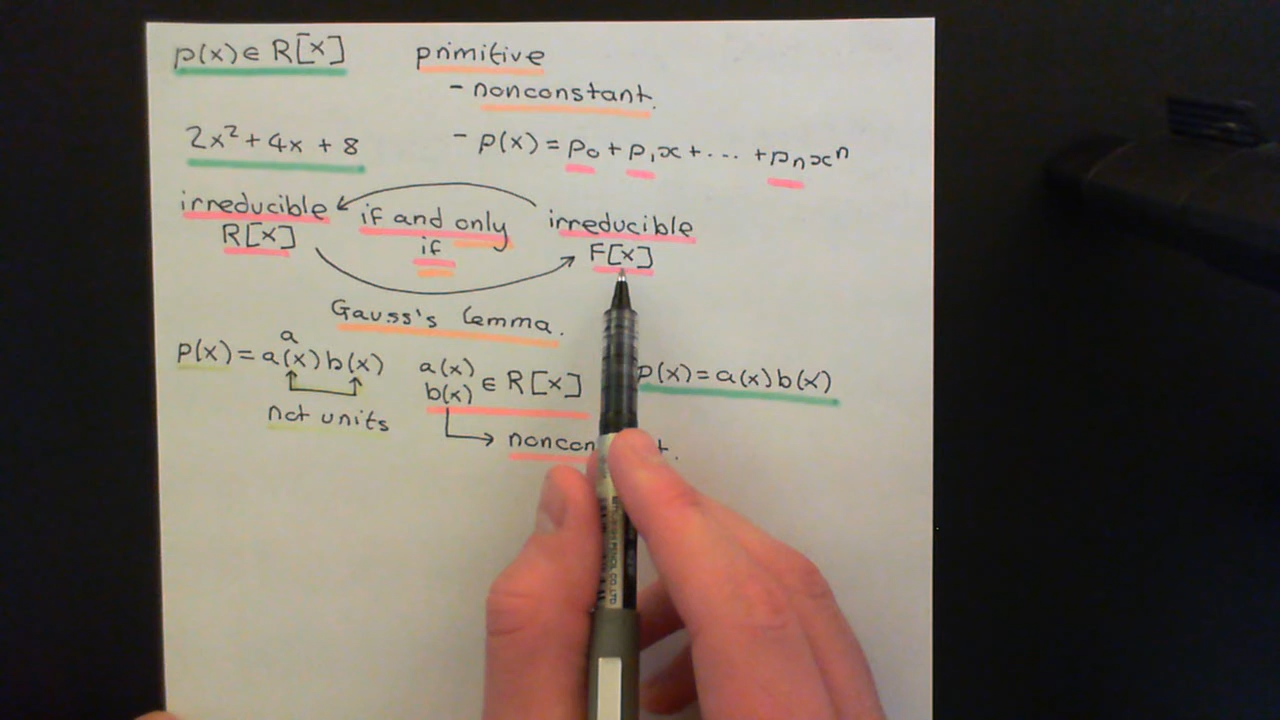 p(x) ∈ R[x]
primitive
- nonconstant.
2x² + 4x + 8
- p(x) = p₀ + p₁x + ... + pₙxⁿ
irreducible
R[x]
if and only
if
irreducible
F[x]
Gauss's Lemma.
a
p(x) = a(x)b(x)
not units
a(x)
b(x) ∈ R[x]
p(x) = a(x)b(x)